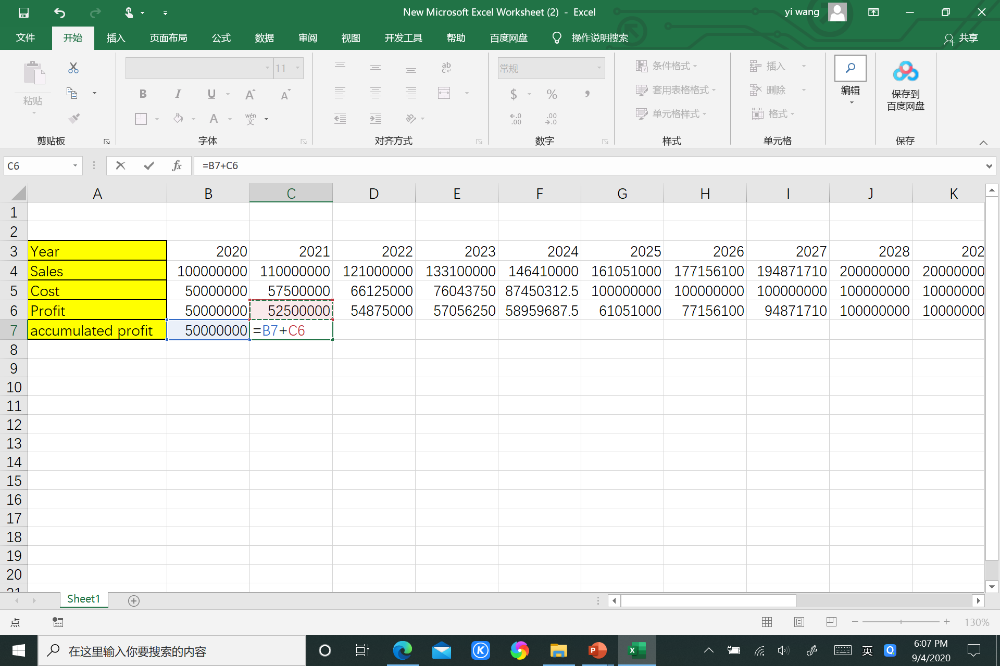 New Microsoft Excel Worksheet (2) - Excel
yi wang
文件 开始 插入 页面布局 公式 数据 审阅 视图 开发工具 帮助 百度网盘 操作说明搜索 共享
粘贴
剪贴板
11
B I U A A
A wén 文
字体
ab c
对齐方式
常规
$ % ,
←.0 .00 .00 →.0
数字
条件格式
套用表格格式
单元格样式
样式
插入
删除
格式
单元格
编辑
保存到
百度网盘
保存
C6 fx =B7+C6
A B C D E F G H I J K
1
2
3 Year 2020 2021 2022 2023 2024 2025 2026 2027 2028 202
4 Sales 100000000 110000000 121000000 133100000 146410000 161051000 177156100 194871710 200000000 20000000
5 Cost 50000000 57500000 66125000 76043750 87450312.5 100000000 100000000 100000000 100000000 10000000
6 Profit 50000000 52500000 54875000 57056250 58959687.5 61051000 77156100 94871710 100000000 10000000
7 accumulated profit 50000000 =B7+C6
8
9
10
11
12
13
14
15
16
17
18
19
20
21
Sheet1
点 130%
在这里输入你要搜索的内容
K P X 英 Q
6:07 PM
9/4/2020